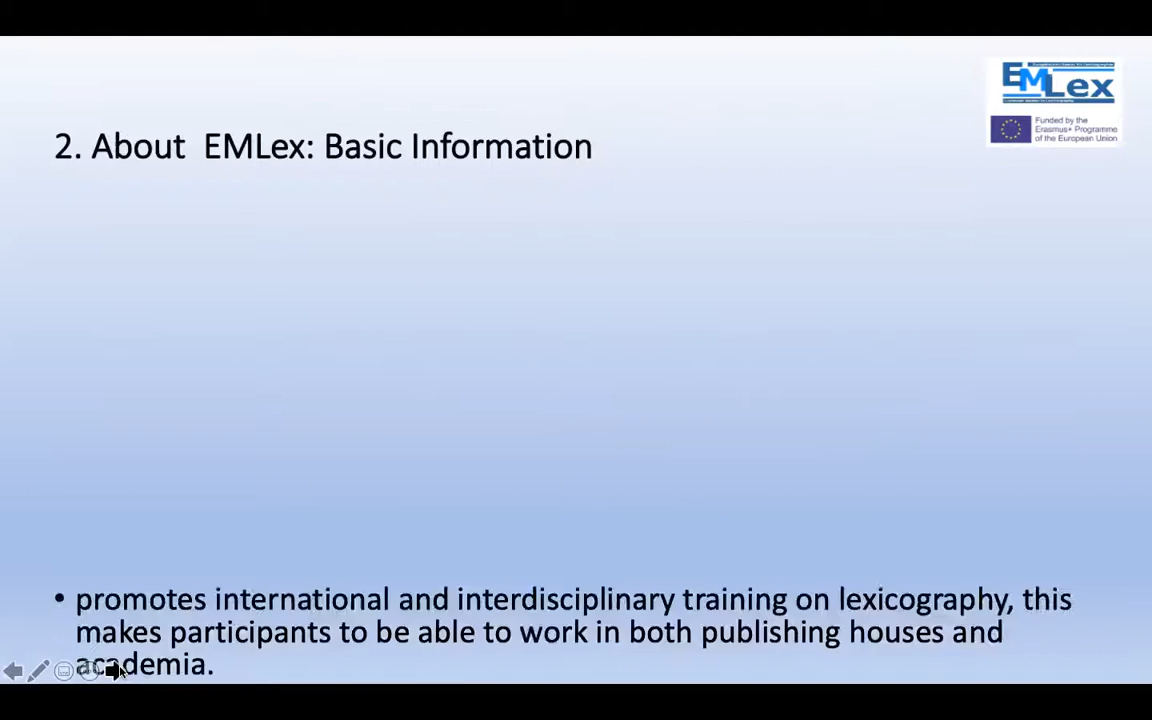 EMLex
Funded by the
Erasmus+ Programme
of the European Union
2. About EMLex: Basic Information
• promotes international and interdisciplinary training on lexicography, this
makes participants to be able to work in both publishing houses and
academia.